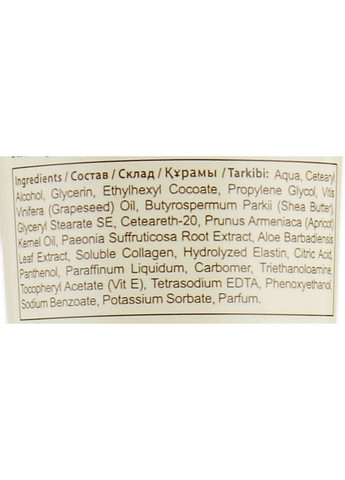 Ingredients / Состав / Склад / Құрамы / Tarkibi: Aqua, Cetearyl
Alcohol, Glycerin, Ethylhexyl Cocoate, Propylene Glycol, Vitis
Vinifera (Grapeseed) Oil, Butyrospermum Parkii (Shea Butter),
Glyceryl Stearate SE, Ceteareth-20, Prunus Armeniaca (Apricot)
Kernel Oil, Paeonia Suffruticosa Root Extract, Aloe Barbadensis
Leaf Extract, Soluble Collagen, Hydrolyzed Elastin, Citric Acid,
Panthenol, Paraffinum Liquidum, Carbomer, Triethanoloamine,
Tocopheryl Acetate (Vit E), Tetrasodium EDTA, Phenoxyethanol,
Sodium Benzoate, Potassium Sorbate, Parfum.